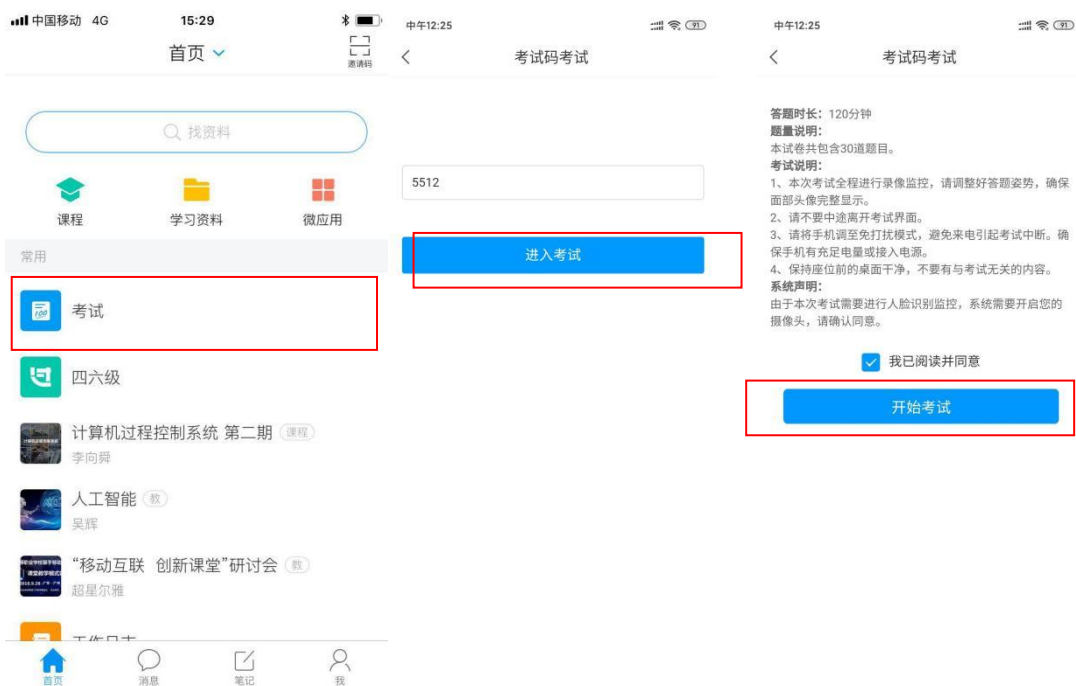 中国移动 4G 15:29
首页
邀请码
找资料
课程 学习资料 微应用
常用
考试
四六级
计算机过程控制系统 第二期 课程
李向舜
人工智能 教
吴辉
“移动互联 创新课堂”研讨会 教
超星尔雅
工作日志
首页 消息 笔记 我
中午12:25 91
考试码考试
5512
进入考试
中午12:25 91
考试码考试
答题时长：120分钟
题量说明：
本试卷共包含30道题目。
考试说明：
1、本次考试全程进行录像监控，请调整好答题姿势，确保
面部头像完整显示。
2、请不要中途离开考试界面。
3、请将手机调至免打扰模式，避免来电引起考试中断。确
保手机有充足电量或接入电源。
4、保持座位前的桌面干净，不要有与考试无关的内容。
系统声明：
由于本次考试需要进行人脸识别监控，系统需要开启您的
摄像头，请确认同意。
我已阅读并同意
开始考试